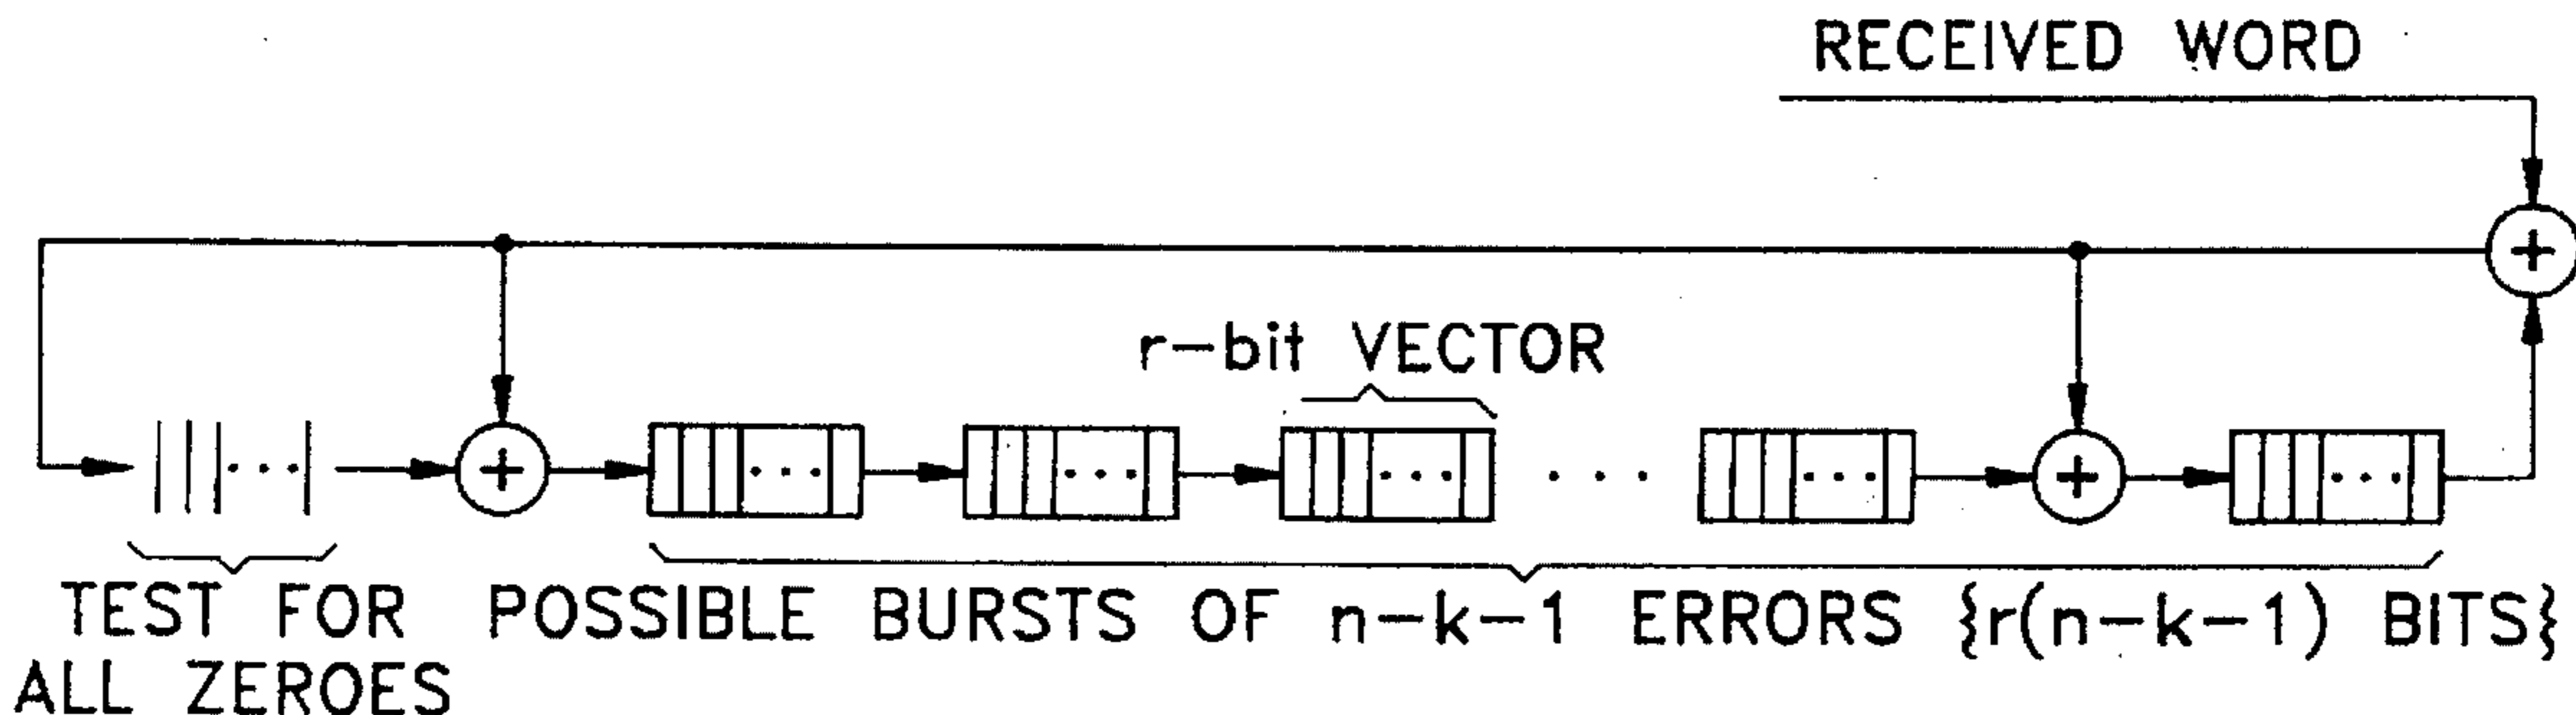 RECEIVED WORD
r-bit VECTOR
TEST FOR POSSIBLE BURSTS OF n-k-1 ERRORS {r(n-k-1) BITS}
ALL ZEROES